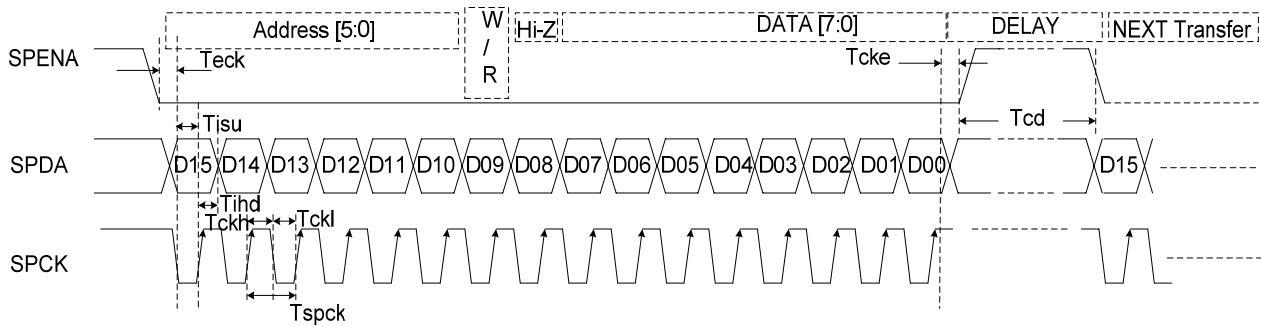 Address [5:0]
W
/
R
Hi-Z
DATA [7:0]
DELAY
NEXT Transfer
SPENA
Teck
Tcke
Tisu
Tcd
SPDA
D15
D14
D13
D12
D11
D10
D09
D08
D07
D06
D05
D04
D03
D02
D01
D00
D15
Tihd
Tckh
Tckl
SPCK
Tspck